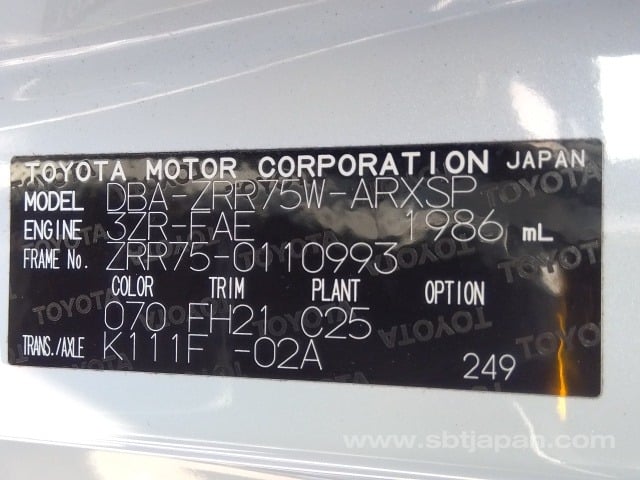 TOYOTA MOTOR CORPORATION JAPAN
MODEL DBA-ZRR75W-ARXSP
ENGINE 3ZR-FAE 1986 mL
FRAME No. ZRR75-0110993
COLOR TRIM PLANT OPTION
070 FH21 C25
TRANS./AXLE K111F -02A
249
www.sbtjapan.com